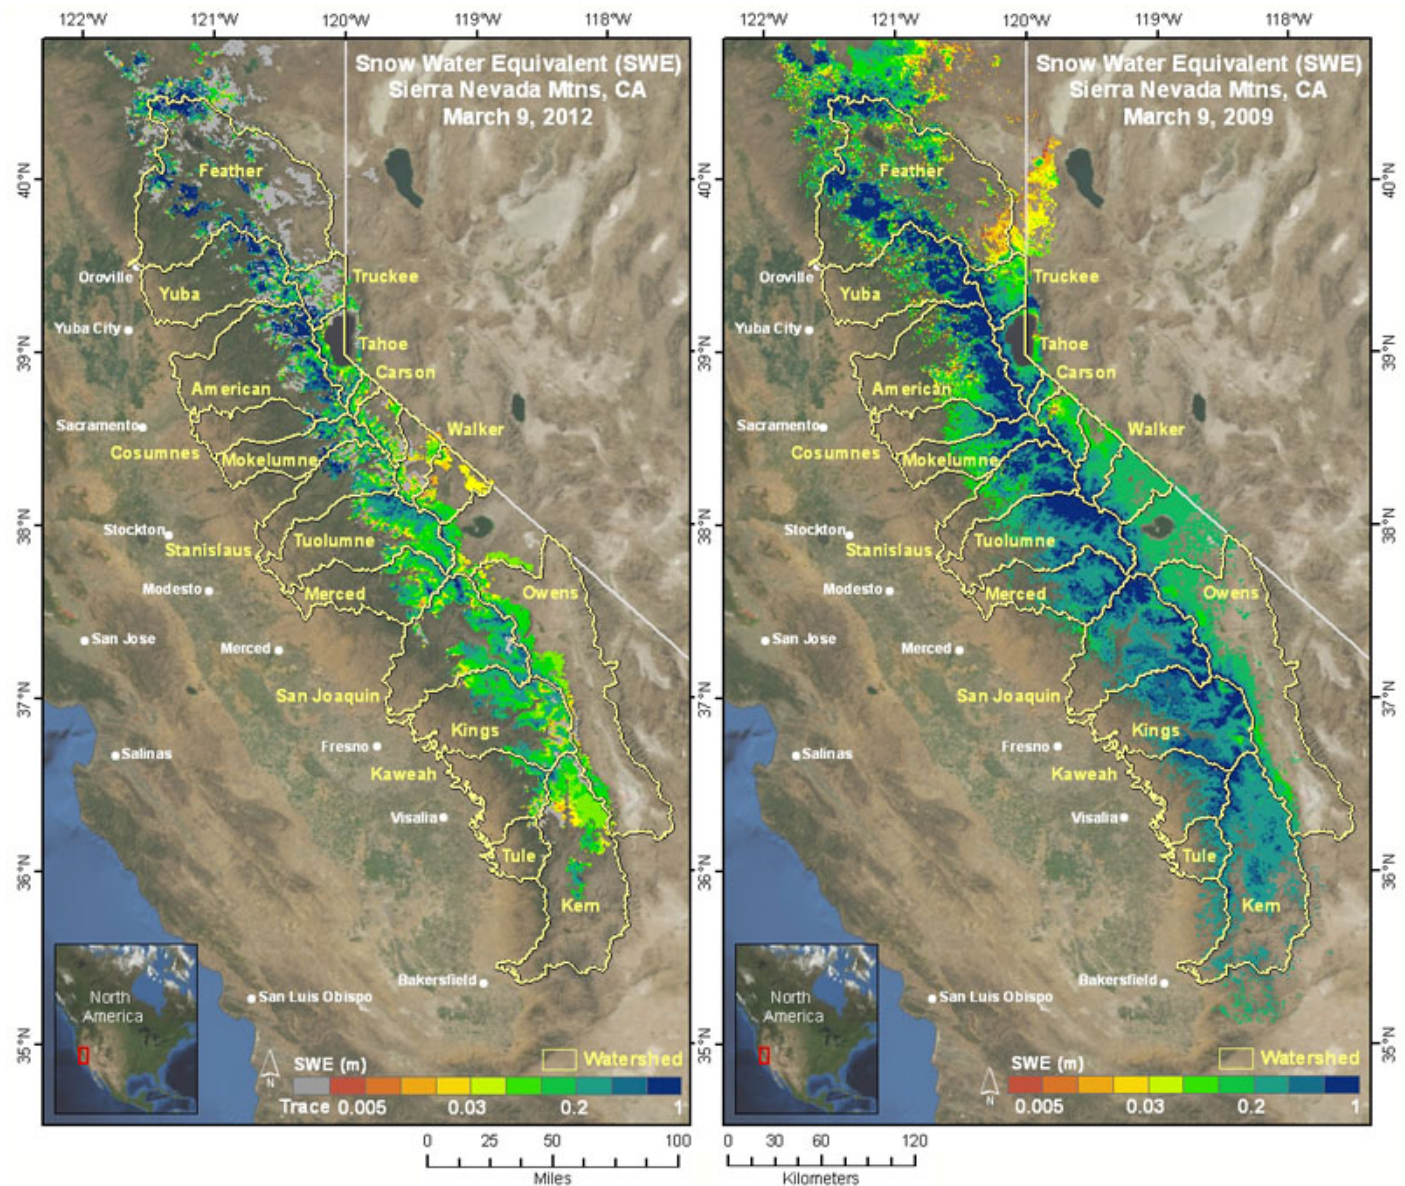 122°W 121°W 120°W 119°W 118°W
Snow Water Equivalent (SWE)
Sierra Nevada Mtns, CA
March 9, 2012
40°N
39°N
38°N
37°N
36°N
35°N
Feather
Truckee
Oroville
Yuba
Yuba City
Tahoe
Carson
American
Walker
Sacramento
Cosumnes
Mokelumne
Stockton
Stanislaus
Tuolumne
Modesto
Merced
Owens
San Jose
Merced
San Joaquin
Kings
Fresno
Salinas
Kaweah
Visalia
Tule
Kern
Bakersfield
San Luis Obispo
North
America
N
SWE (m)
Watershed
Trace 0.005 0.03 0.2 1
0 25 50 100
Miles
122°W 121°W 120°W 119°W 118°W
Snow Water Equivalent (SWE)
Sierra Nevada Mtns, CA
March 9, 2009
40°N
39°N
38°N
37°N
36°N
35°N
40°N
39°N
38°N
37°N
36°N
35°N
Feather
Truckee
Oroville
Yuba
Yuba City
Tahoe
Carson
American
Walker
Sacramento
Cosumnes
Mokelumne
Stockton
Stanislaus
Tuolumne
Modesto
Merced
Owens
San Jose
Merced
San Joaquin
Kings
Fresno
Salinas
Kaweah
Visalia
Tule
Kern
Bakersfield
San Luis Obispo
North
America
N
SWE (m)
Watershed
0.005 0.03 0.2 1
0 30 60 120
Kilometers